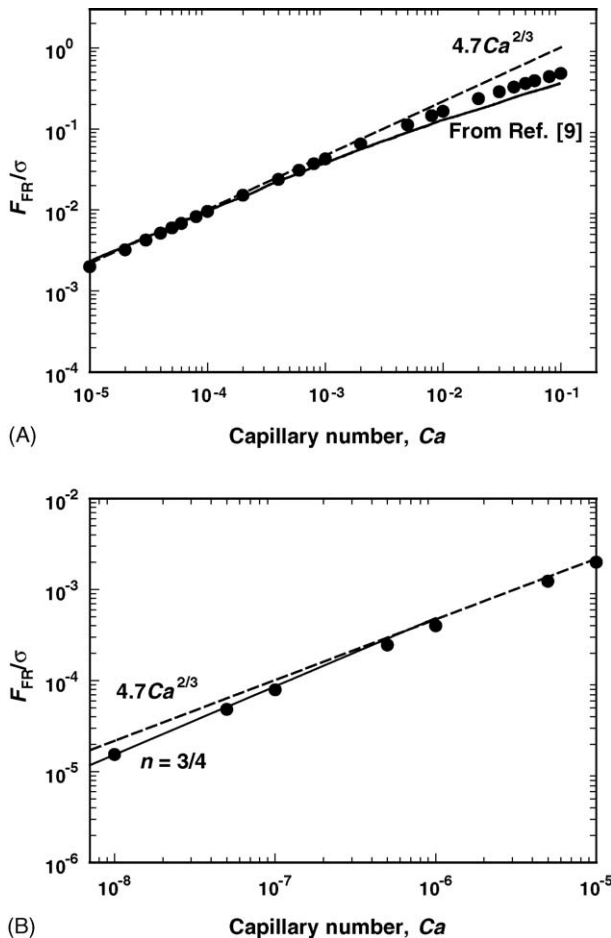 10⁰
4.7Ca^{2/3}
10⁻¹
From Ref. [9]
F_FR/σ
10⁻²
10⁻³
10⁻⁴
10⁻⁵ 10⁻⁴ 10⁻³ 10⁻² 10⁻¹
(A) Capillary number, Ca
10⁻²
10⁻³
F_FR/σ
10⁻⁴
4.7Ca^{2/3}
n = 3/4
10⁻⁵
10⁻⁶
10⁻⁸ 10⁻⁷ 10⁻⁶ 10⁻⁵
(B) Capillary number, Ca